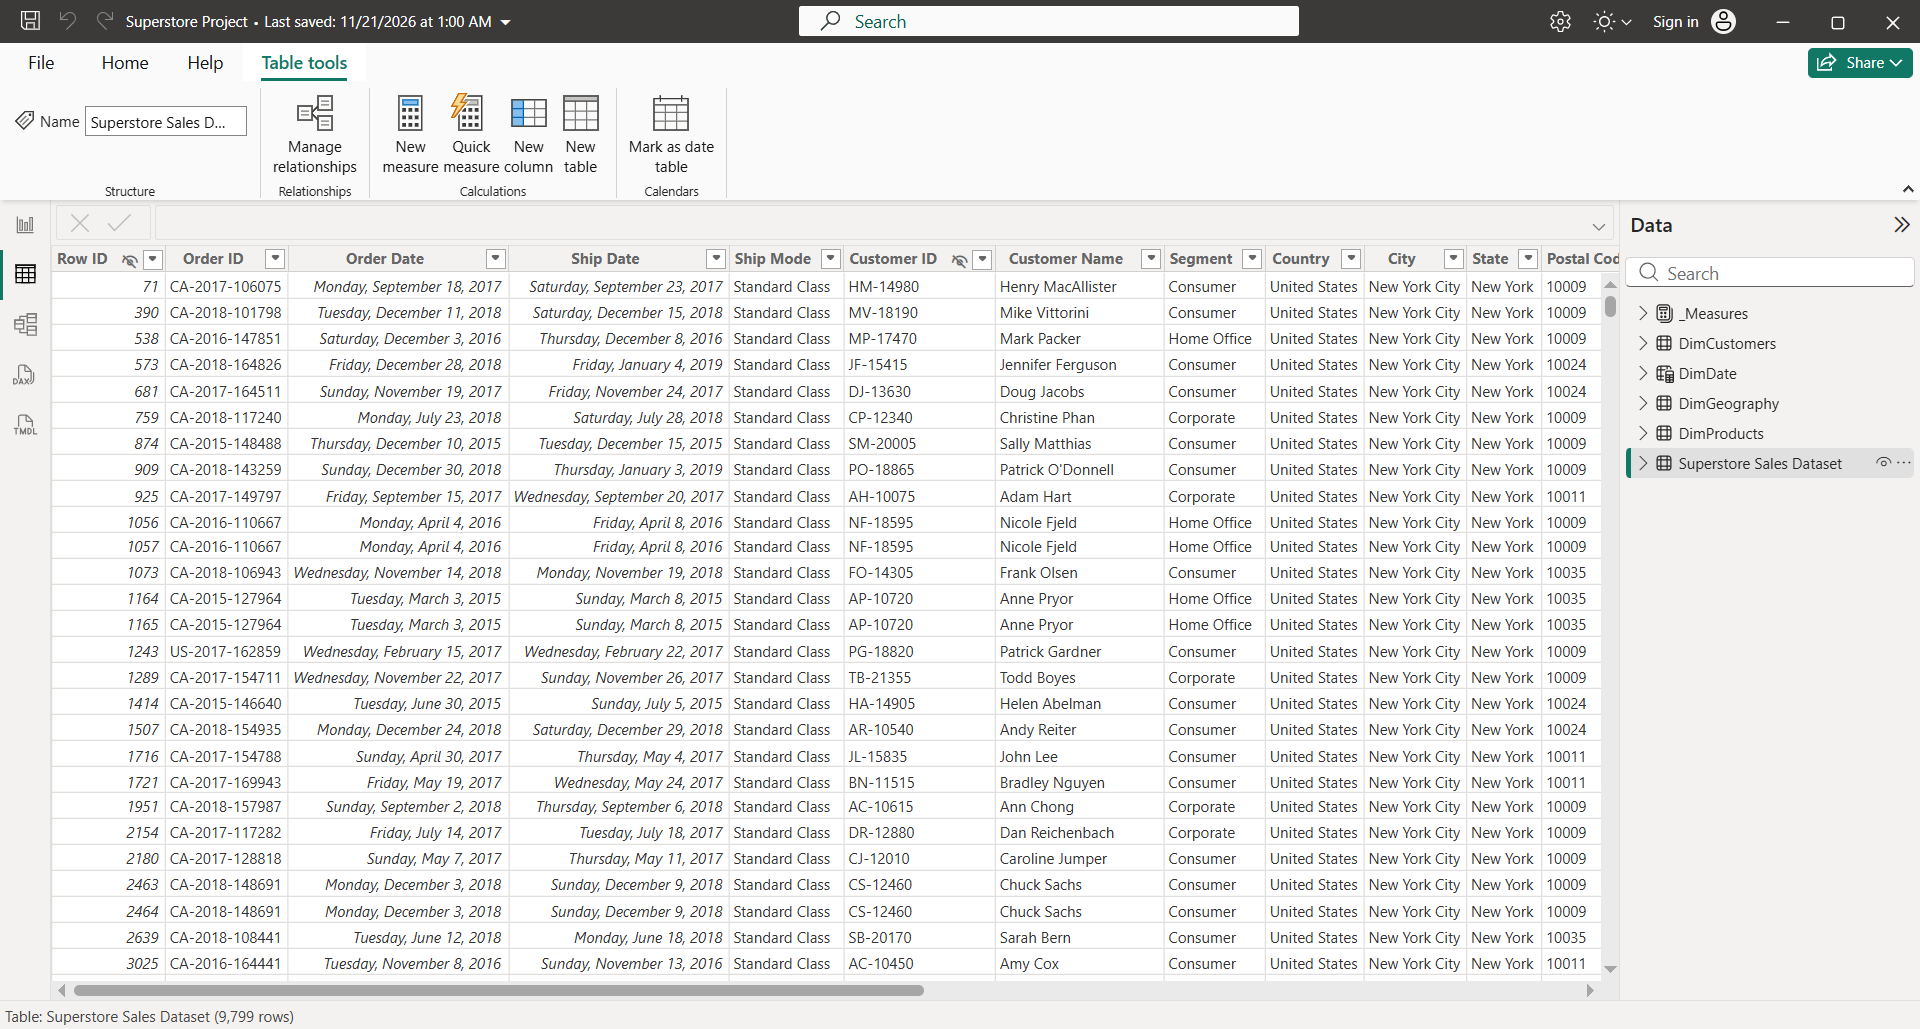 Superstore Project • Last saved: 11/21/2026 at 1:00 AM
Search
Sign in
File Home Help Table tools
Share
Name Superstore Sales D...
Manage relationships
New measure
Quick measure
New column
New table
Mark as date table
Structure Relationships Calculations Calendars
Data
Search
_Measures
DimCustomers
DimDate
DimGeography
DimProducts
Superstore Sales Dataset
DAX
TMDL
Row ID Order ID Order Date Ship Date Ship Mode Customer ID Customer Name Segment Country City State Postal Cod
71 CA-2017-106075 Monday, September 18, 2017 Saturday, September 23, 2017 Standard Class HM-14980 Henry MacAllister Consumer United States New York City New York 10009
390 CA-2018-101798 Tuesday, December 11, 2018 Saturday, December 15, 2018 Standard Class MV-18190 Mike Vittorini Consumer United States New York City New York 10009
538 CA-2016-147851 Saturday, December 3, 2016 Thursday, December 8, 2016 Standard Class MP-17470 Mark Packer Home Office United States New York City New York 10009
573 CA-2018-164826 Friday, December 28, 2018 Friday, January 4, 2019 Standard Class JF-15415 Jennifer Ferguson Consumer United States New York City New York 10024
681 CA-2017-164511 Sunday, November 19, 2017 Friday, November 24, 2017 Standard Class DJ-13630 Doug Jacobs Consumer United States New York City New York 10024
759 CA-2018-117240 Monday, July 23, 2018 Saturday, July 28, 2018 Standard Class CP-12340 Christine Phan Corporate United States New York City New York 10009
874 CA-2015-148488 Thursday, December 10, 2015 Tuesday, December 15, 2015 Standard Class SM-20005 Sally Matthias Consumer United States New York City New York 10009
909 CA-2018-143259 Sunday, December 30, 2018 Thursday, January 3, 2019 Standard Class PO-18865 Patrick O'Donnell Consumer United States New York City New York 10009
925 CA-2017-149797 Friday, September 15, 2017 Wednesday, September 20, 2017 Standard Class AH-10075 Adam Hart Corporate United States New York City New York 10011
1056 CA-2016-110667 Monday, April 4, 2016 Friday, April 8, 2016 Standard Class NF-18595 Nicole Fjeld Home Office United States New York City New York 10009
1057 CA-2016-110667 Monday, April 4, 2016 Friday, April 8, 2016 Standard Class NF-18595 Nicole Fjeld Home Office United States New York City New York 10009
1073 CA-2018-106943 Wednesday, November 14, 2018 Monday, November 19, 2018 Standard Class FO-14305 Frank Olsen Consumer United States New York City New York 10035
1164 CA-2015-127964 Tuesday, March 3, 2015 Sunday, March 8, 2015 Standard Class AP-10720 Anne Pryor Home Office United States New York City New York 10035
1165 CA-2015-127964 Tuesday, March 3, 2015 Sunday, March 8, 2015 Standard Class AP-10720 Anne Pryor Home Office United States New York City New York 10035
1243 US-2017-162859 Wednesday, February 15, 2017 Wednesday, February 22, 2017 Standard Class PG-18820 Patrick Gardner Consumer United States New York City New York 10009
1289 CA-2017-154711 Wednesday, November 22, 2017 Sunday, November 26, 2017 Standard Class TB-21355 Todd Boyes Corporate United States New York City New York 10009
1414 CA-2015-146640 Tuesday, June 30, 2015 Sunday, July 5, 2015 Standard Class HA-14905 Helen Abelman Consumer United States New York City New York 10024
1507 CA-2018-154935 Monday, December 24, 2018 Saturday, December 29, 2018 Standard Class AR-10540 Andy Reiter Consumer United States New York City New York 10024
1716 CA-2017-154788 Sunday, April 30, 2017 Thursday, May 4, 2017 Standard Class JL-15835 John Lee Consumer United States New York City New York 10011
1721 CA-2017-169943 Friday, May 19, 2017 Wednesday, May 24, 2017 Standard Class BN-11515 Bradley Nguyen Consumer United States New York City New York 10011
1951 CA-2018-157987 Sunday, September 2, 2018 Thursday, September 6, 2018 Standard Class AC-10615 Ann Chong Corporate United States New York City New York 10009
2154 CA-2017-117282 Friday, July 14, 2017 Tuesday, July 18, 2017 Standard Class DR-12880 Dan Reichenbach Corporate United States New York City New York 10009
2180 CA-2017-128818 Sunday, May 7, 2017 Thursday, May 11, 2017 Standard Class CJ-12010 Caroline Jumper Consumer United States New York City New York 10009
2463 CA-2018-148691 Monday, December 3, 2018 Sunday, December 9, 2018 Standard Class CS-12460 Chuck Sachs Consumer United States New York City New York 10009
2464 CA-2018-148691 Monday, December 3, 2018 Sunday, December 9, 2018 Standard Class CS-12460 Chuck Sachs Consumer United States New York City New York 10009
2639 CA-2018-108441 Tuesday, June 12, 2018 Monday, June 18, 2018 Standard Class SB-20170 Sarah Bern Consumer United States New York City New York 10035
3025 CA-2016-164441 Tuesday, November 8, 2016 Sunday, November 13, 2016 Standard Class AC-10450 Amy Cox Consumer United States New York City New York 10011
Table: Superstore Sales Dataset (9,799 rows)